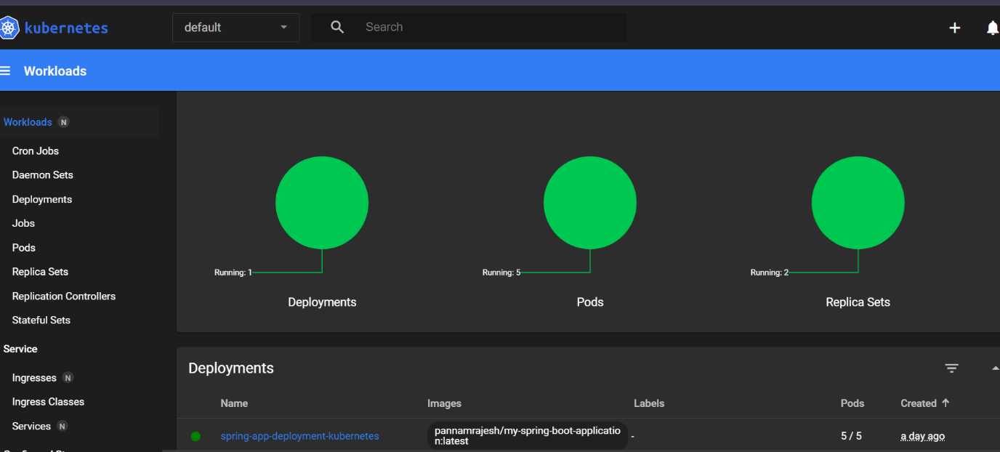 kubernetes
default
Search
Workloads
Workloads N
Cron Jobs
Daemon Sets
Deployments
Jobs
Pods
Replica Sets
Replication Controllers
Stateful Sets
Service
Ingresses N
Ingress Classes
Services N
Running: 1
Deployments
Running: 5
Pods
Running: 2
Replica Sets
Deployments
Name Images Labels Pods Created
spring-app-deployment-kubernetes
pannamrajesh/my-spring-boot-applicatio
n:latest
- 5 / 5 a day ago